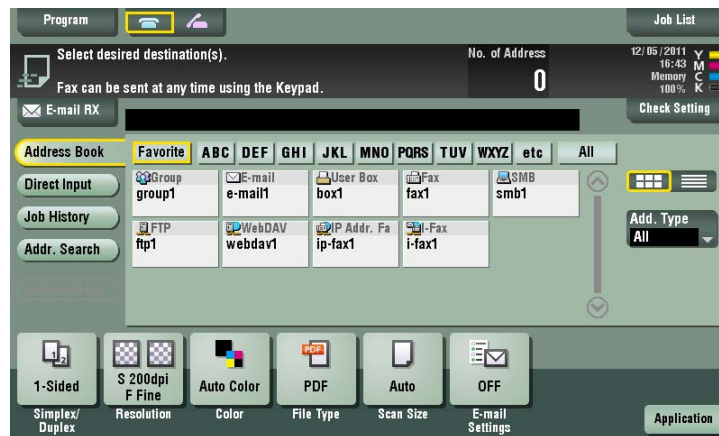 Program
Job List
Select desired destination(s).
No. of Address
12/05/2011
16:43
Memory
100%
Y
M
C
K
Fax can be sent at any time using the Keypad.
0
E-mail RX
Check Setting
Address Book
Favorite ABC DEF GHI JKL MNO PQRS TUV WXYZ etc All
Direct Input
Group
group1
E-mail
e-mail1
User Box
box1
Fax
fax1
SMB
smb1
Job History
FTP
ftp1
WebDAV
webdav1
IP Addr. Fa
ip-fax1
I-Fax
i-fax1
Add. Type
All
Addr. Search
1-Sided
S 200dpi
F Fine
Auto Color
PDF
PDF
Auto
OFF
Simplex/
Duplex
Resolution
Color
File Type
Scan Size
E-mail
Settings
Application